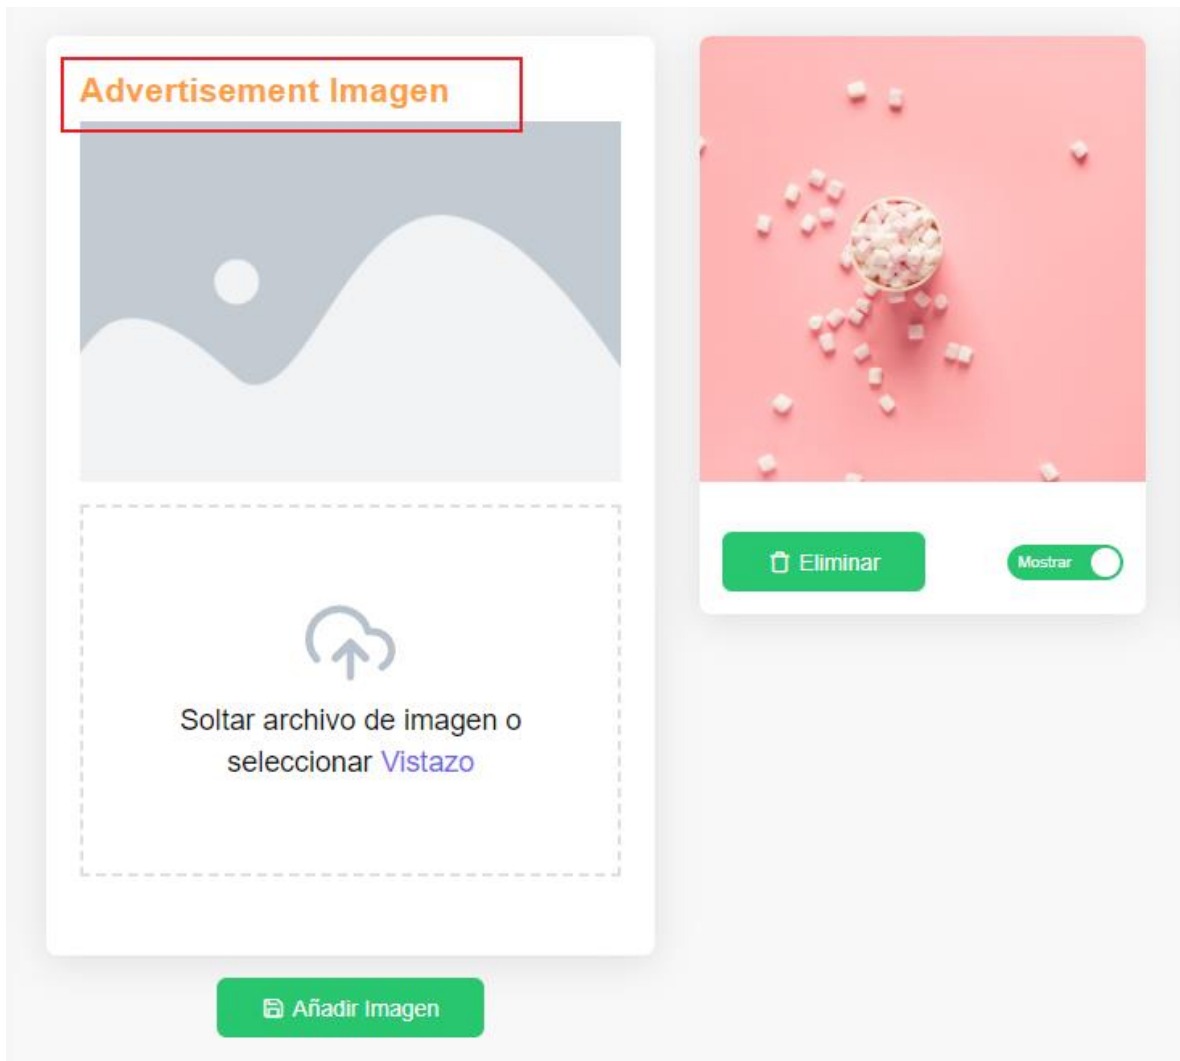 Advertisement Imagen
Soltar archivo de imagen o
seleccionar Vistazo
Añadir Imagen
Eliminar
Mostrar